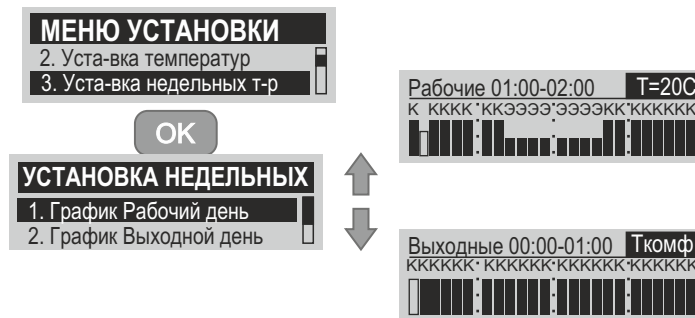 МЕНЮ УСТАНОВКИ
2. Уста-вка температур
3. Уста-вка недельных т-р
OK
УСТАНОВКА НЕДЕЛЬНЫХ
1. График Рабочий день
2. График Выходной день
Рабочие 01:00-02:00 T=20C
К КККК ККЭЭЭЭ ЭЭЭЭКК КККККК
Выходные 00:00-01:00 Tкомф
КККККК КККККК КККККК КККККК